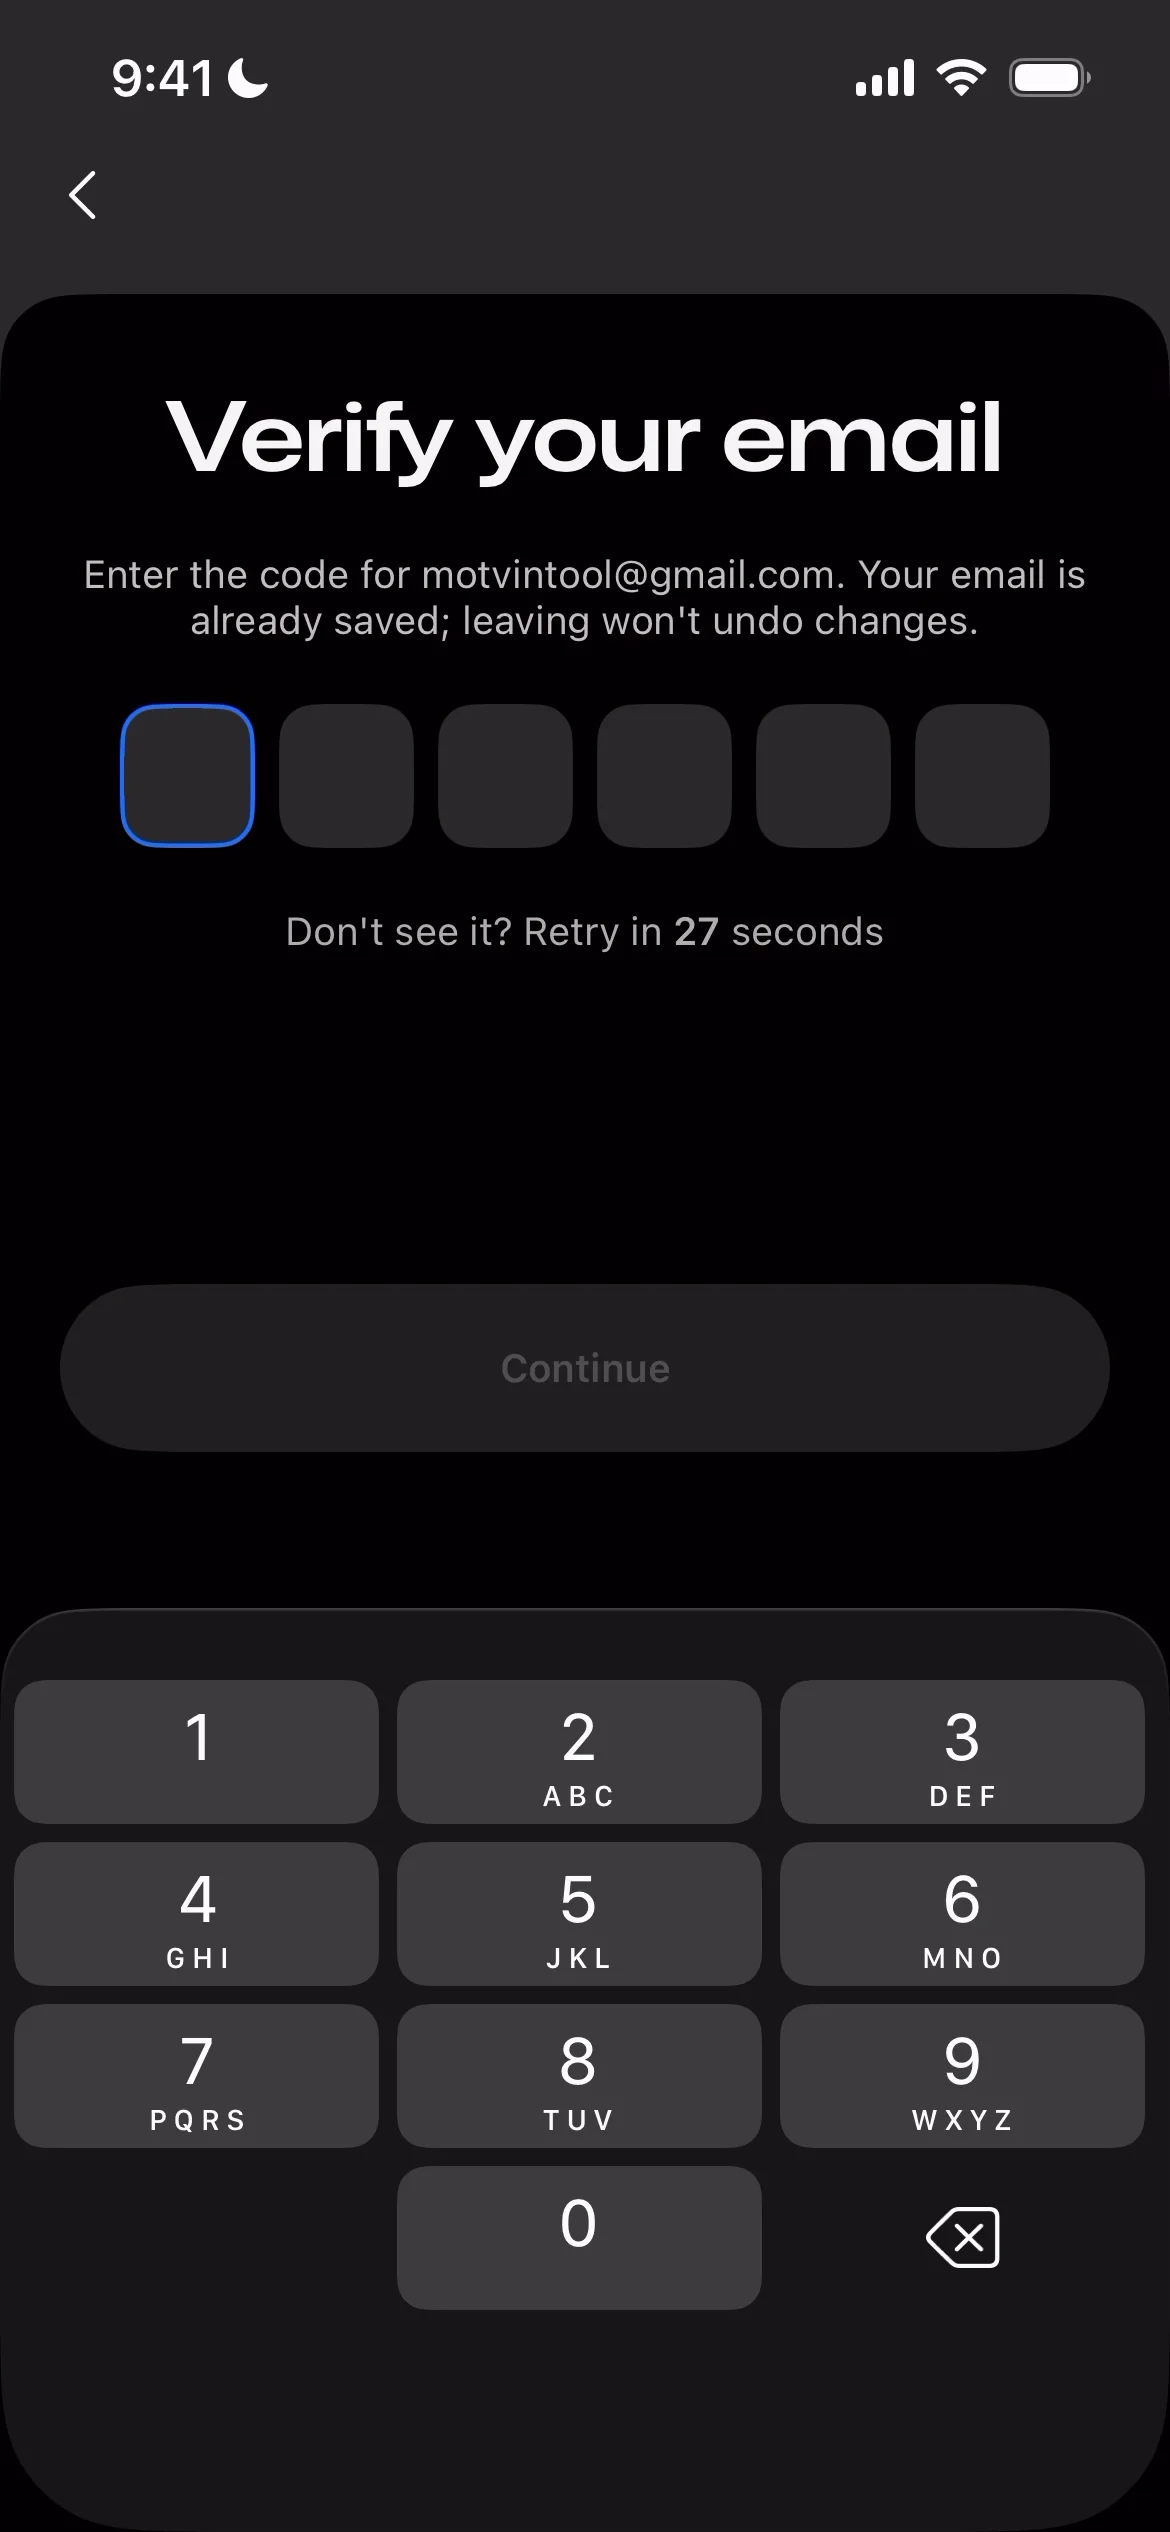 9:41
Verify your email
Enter the code for motvintool@gmail.com. Your email is
already saved; leaving won't undo changes.
Don't see it? Retry in 27 seconds
Continue
1
2
ABC
3
DEF
4
GHI
5
JKL
6
MNO
7
PQRS
8
TUV
9
WXYZ
0